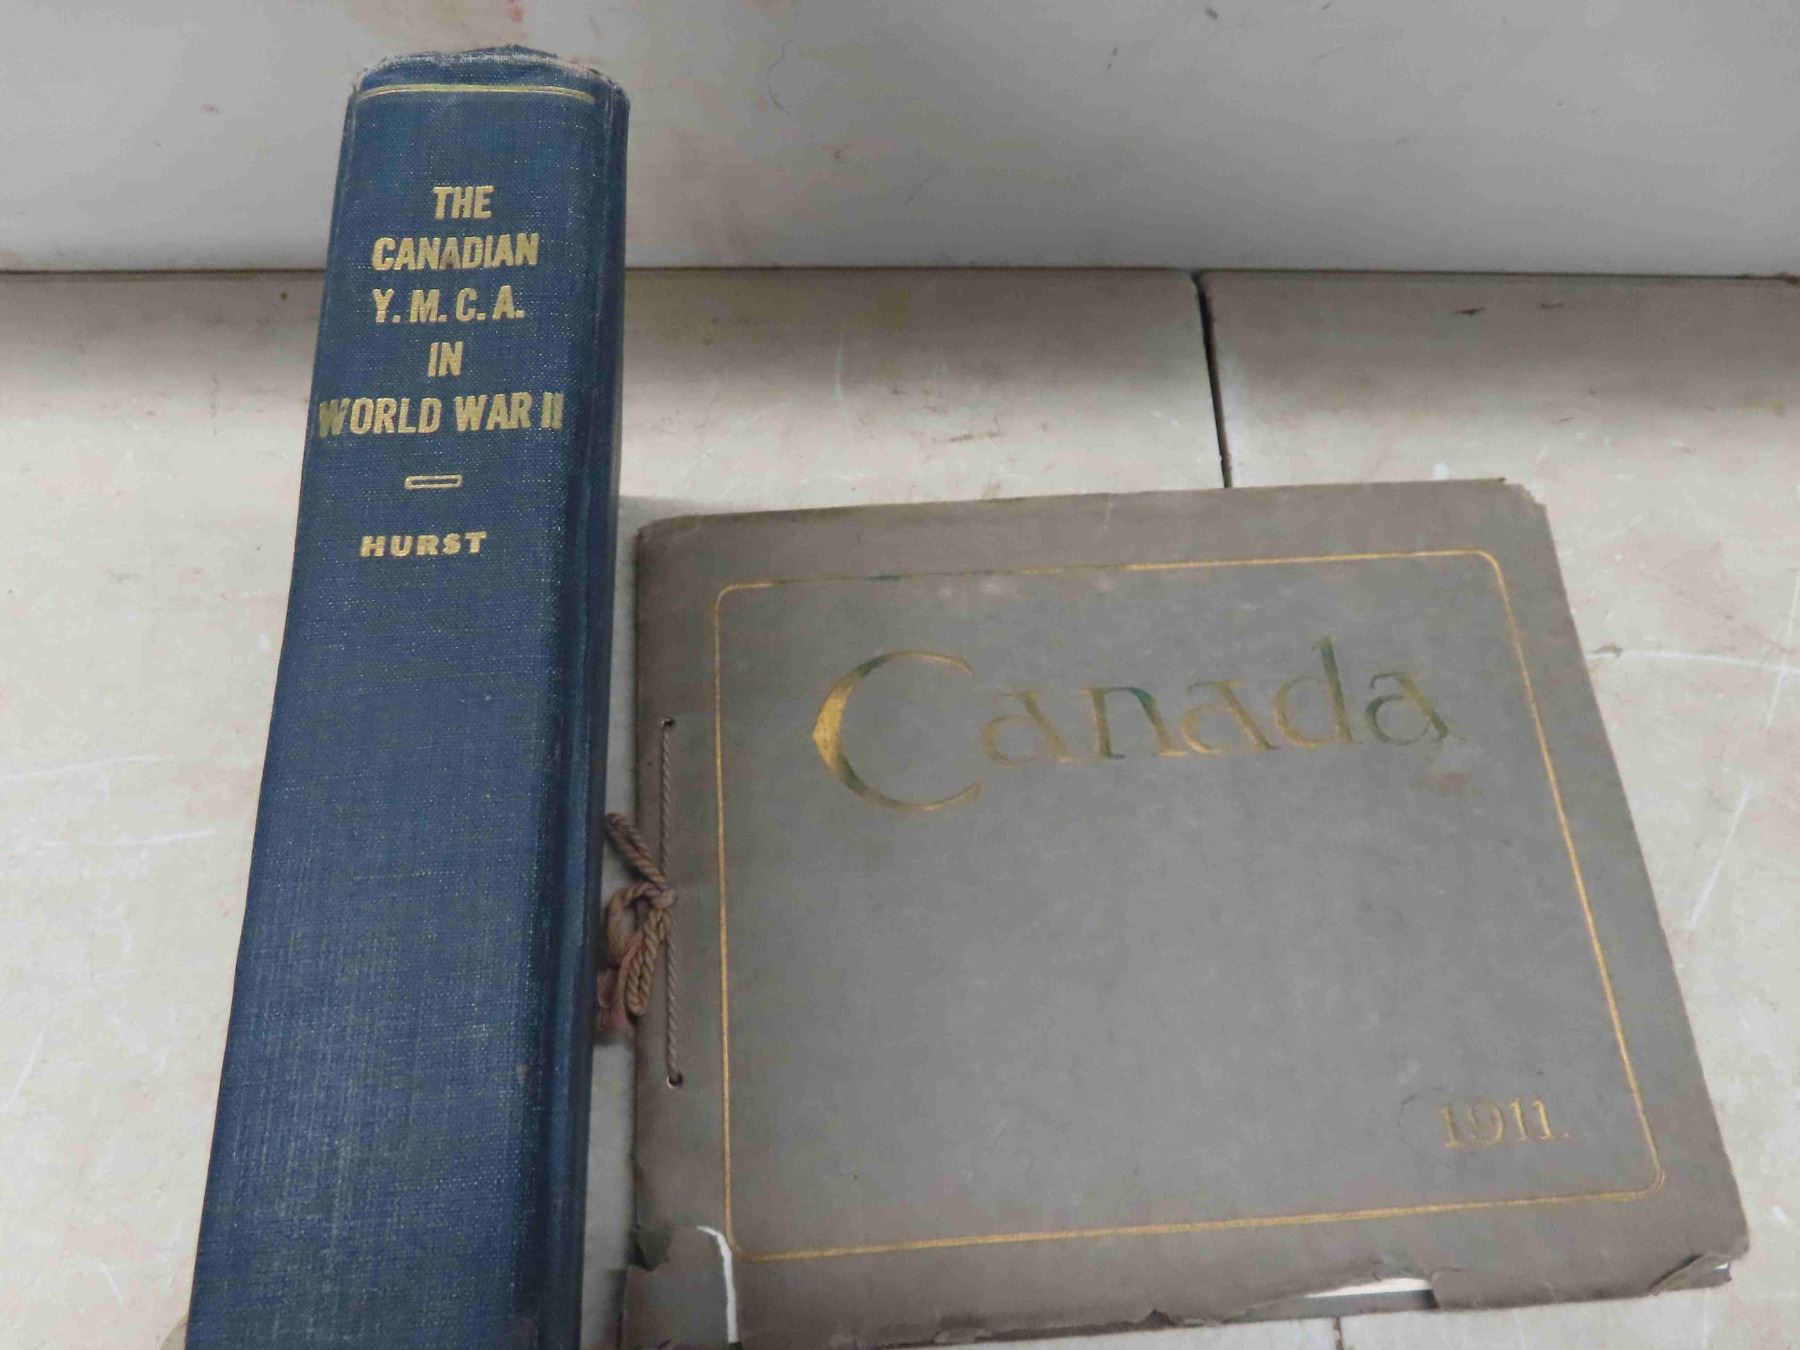 THE
CANADIAN
Y. M. C. A.
IN
WORLD WAR II
HURST
Canada
1911.